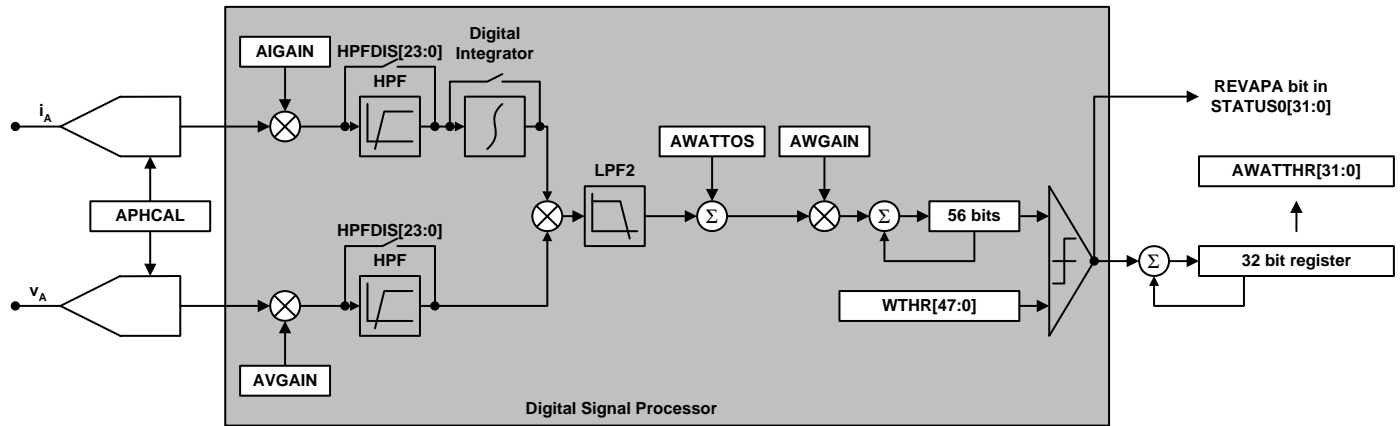 Digital
Integrator
AIGAIN
HPFDIS[23:0]
HPF
REVAPA bit in
STATUS0[31:0]
iA
AWATTOS
AWGAIN
LPF2
AWATTHR[31:0]
APHCAL
Σ
Σ
56 bits
HPFDIS[23:0]
HPF
Σ
32 bit register
vA
WTHR[47:0]
AVGAIN
Digital Signal Processor